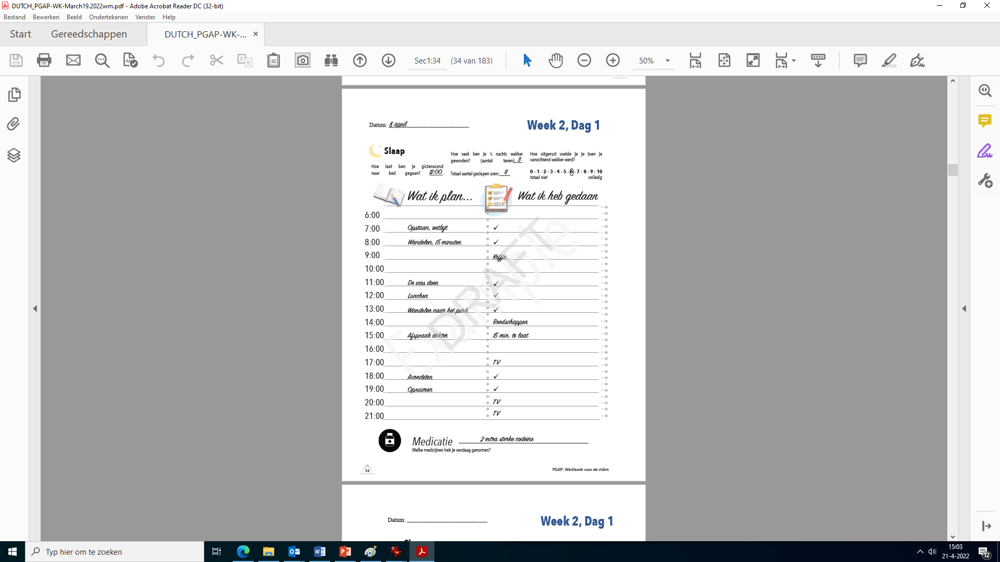 DUTCH_PGAP-WK-March19.2022wm.pdf - Adobe Acrobat Reader DC (32-bit)
Bestand Bewerken Beeld Ondertekenen Venster Help
Start Gereedschappen DUTCH_PGAP-WK-...
Sec1:34 (34 van 183) 50%
Datum: 8 april
Week 2, Dag 1
Slaap
Hoe laat ben je gisteravond
naar bed gegaan? 12:00.
Hoe vaak ben je 's nachts wakker
geworden? (aantal keren) 3.
Totaal aantal geslapen uren: 6.
Hoe uitgerust voelde je je toen je
vanochtend wakker werd?
0 - 1 - 2 - 3 - 4 - 5 - 6 - 7 - 8 - 9 - 10
totaal niet volledig
Wat ik plan... Wat ik heb gedaan
6:00
7:00 Opstaan, ontbijt ✓
8:00 Wandelen, 15 minuten ✓
9:00 Koffie
10:00
11:00 De was doen ✓
12:00 Lunchen ✓
13:00 Wandelen naar het park ✓
14:00 Boodschappen
15:00 Afspraak dokter 15 min. te laat
16:00
17:00 TV
18:00 Avondeten ✓
19:00 Opruimen ✓
20:00 TV
21:00 TV
Example
DRAFT
Medicatie 2 extra sterke codeine
Welke medicijnen heb je vandaag genomen?
34
PGAP: Werkboek voor de cliënt
Datum:
Week 2, Dag 1
Typ hier om te zoeken
15:03
21-4-2022
12